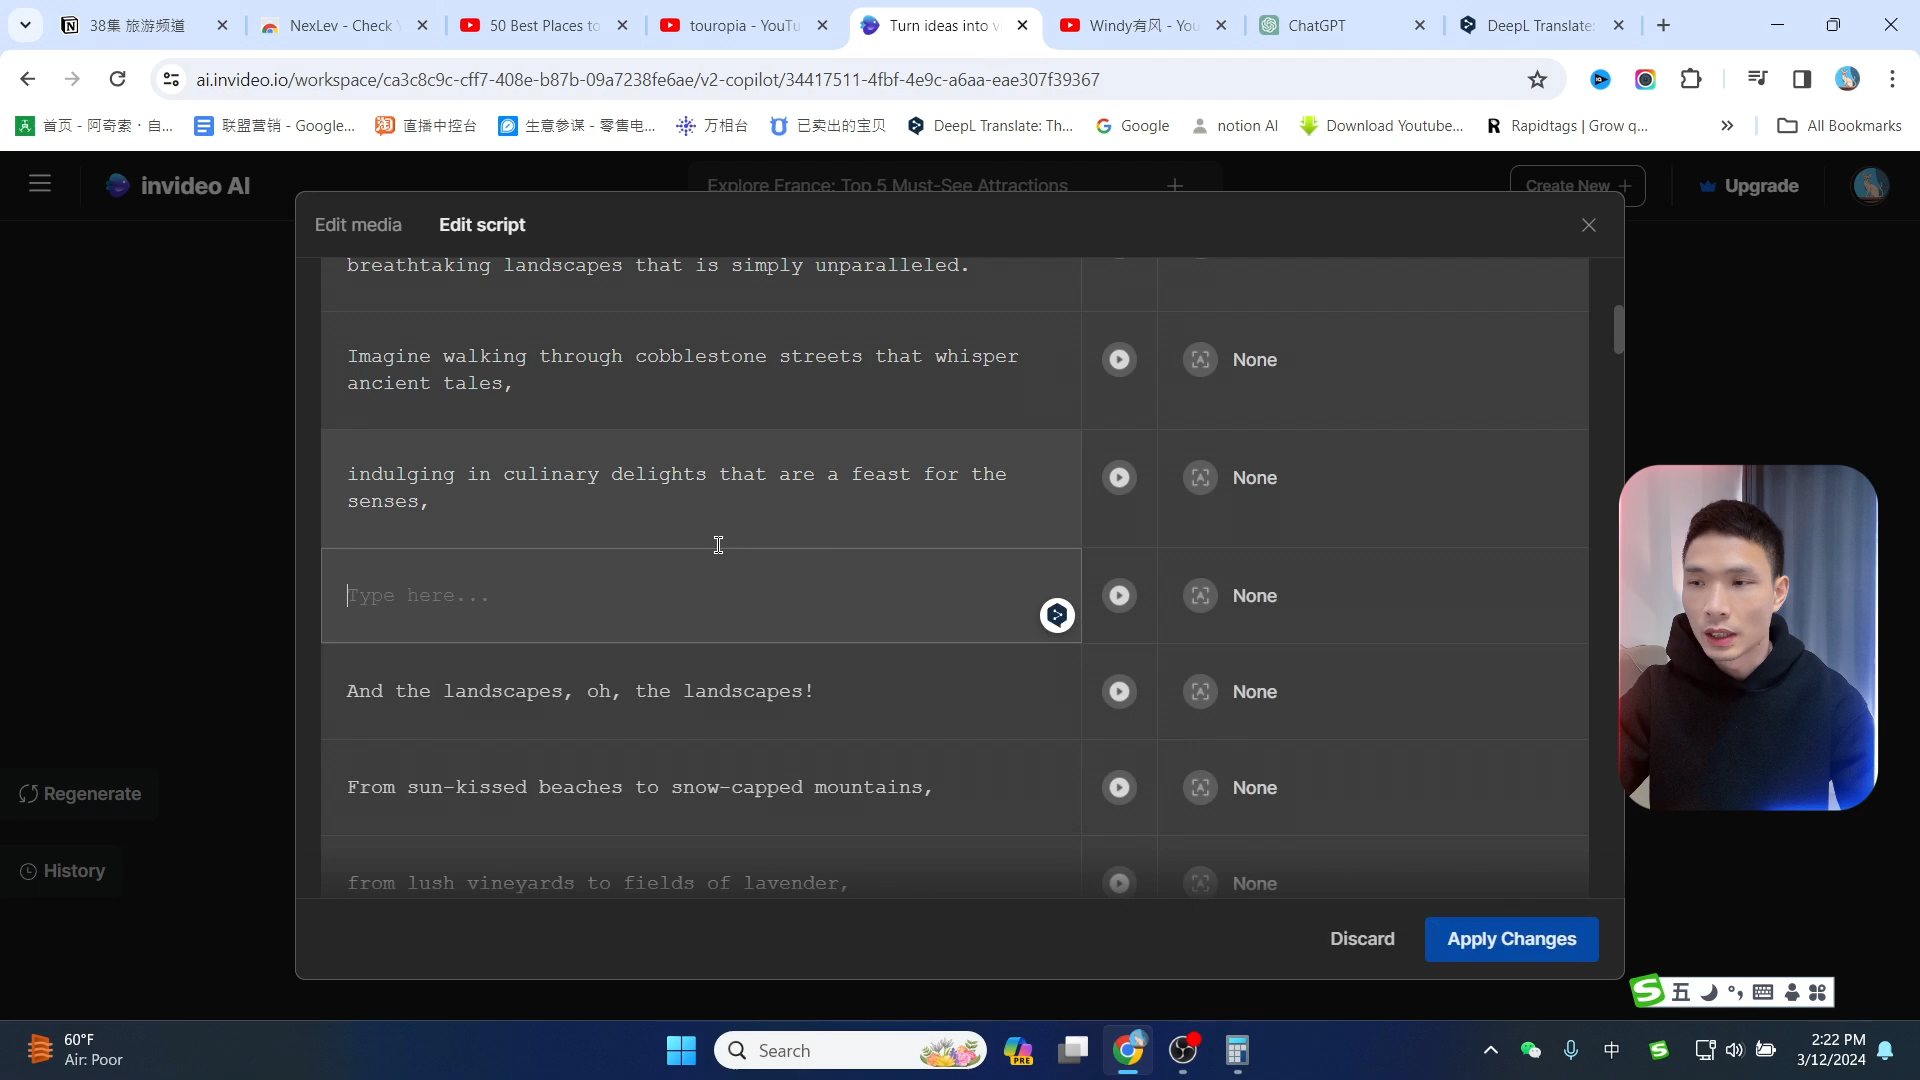 38集 旅游频道
NexLev - Check
50 Best Places to
touropia - YouTu
Turn ideas into v
Windy有风 - You
ChatGPT
DeepL Translate:
ai.invideo.io/workspace/ca3c8c9c-cff7-408e-b87b-09a7238fe6ae/v2-copilot/34417511-4fbf-4e9c-a6aa-eae307f39367
首页 - 阿奇索 · 自...
联盟营销 - Google...
直播中控台
生意参谋 - 零售电...
万相台
已卖出的宝贝
DeepL Translate: Th...
Google
notion AI
Download Youtube...
Rapidtags | Grow q...
All Bookmarks
invideo AI
Explore France: Top 5 Must-See Attractions
Create New
Upgrade
Edit media
Edit script
breathtaking landscapes that is simply unparalleled.
Imagine walking through cobblestone streets that whisper
ancient tales,
None
indulging in culinary delights that are a feast for the
senses,
None
Type here...
None
And the landscapes, oh, the landscapes!
None
From sun-kissed beaches to snow-capped mountains,
None
from lush vineyards to fields of lavender,
None
Regenerate
History
Discard
Apply Changes
五
60°F
Air: Poor
Search
PRE
中
2:22 PM
3/12/2024